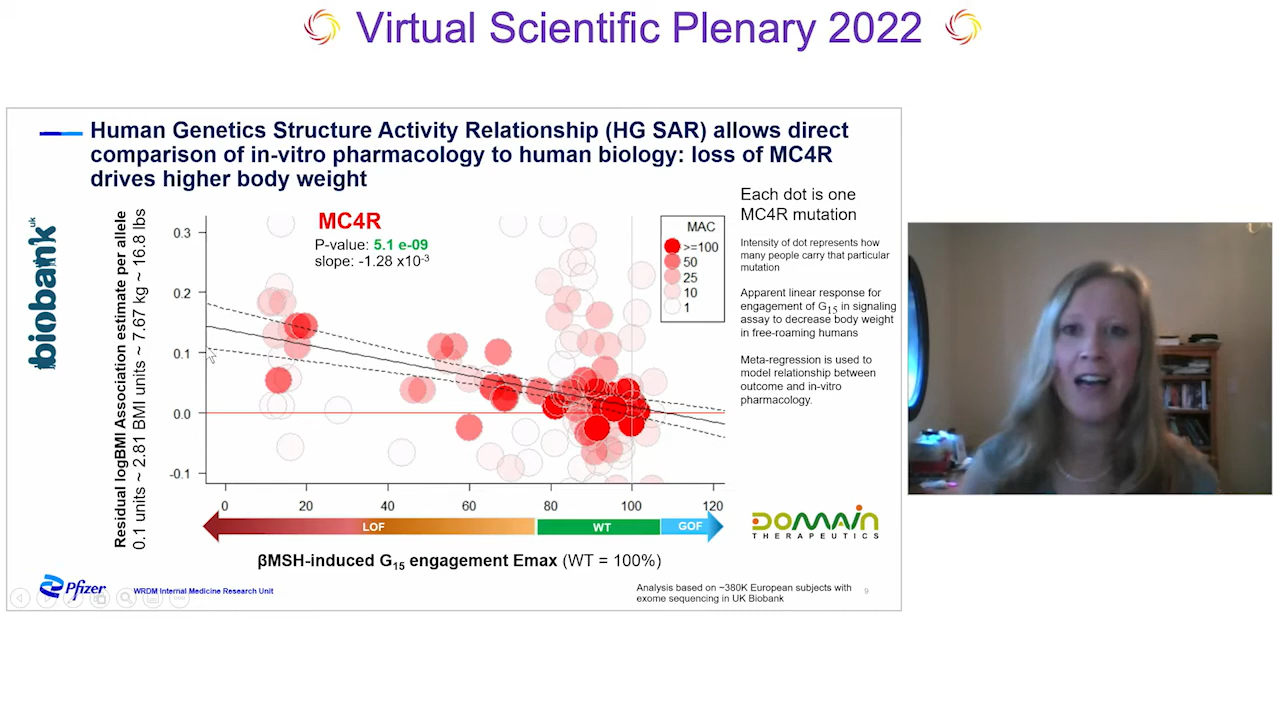 Virtual Scientific Plenary 2022
Human Genetics Structure Activity Relationship (HG SAR) allows direct
comparison of in-vitro pharmacology to human biology: loss of MC4R
drives higher body weight
biobank
uk
Residual logBMI Association estimate per allele
0.1 units ~ 2.81 BMI units ~ 7.67 kg ~ 16.8 lbs
MC4R
P-value: 5.1 e-09
slope: -1.28 x10-3
0.3
0.2
0.1
0.0
-0.1
MAC
>=100
50
25
10
1
0
20
40
60
80
100
120
LOF
WT
GOF
βMSH-induced G15 engagement Emax (WT = 100%)
Each dot is one
MC4R mutation
Intensity of dot represents how
many people carry that particular
mutation
Apparent linear response for
engagement of G15 in signaling
assay to decrease body weight
in free-roaming humans
Meta-regression is used to
model relationship between
outcome and in-vitro
pharmacology.
DOMAIN
THERAPEUTICS
Pfizer
WRDM Internal Medicine Research Unit
Analysis based on ~380K European subjects with
exome sequencing in UK Biobank
9